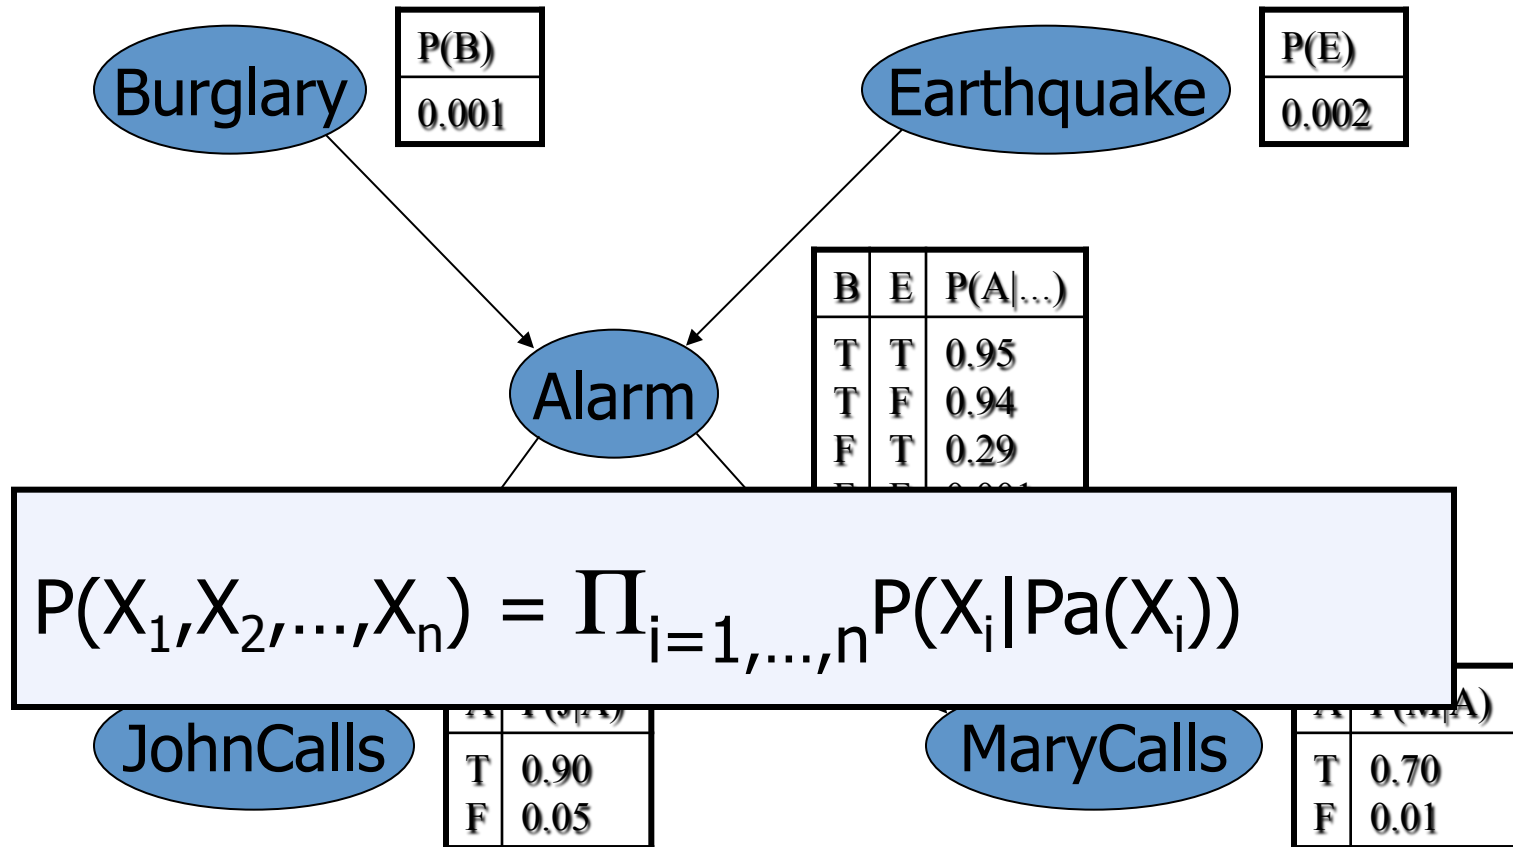 Burglary
P(B)
0.001
Earthquake
P(E)
0.002
Alarm
B E P(A|…)
T T 0.95
T F 0.94
F T 0.29
P(X1,X2,…,Xn) = Πi=1,…,nP(Xi|Pa(Xi))
JohnCalls
A P(J|A)
T 0.90
F 0.05
MaryCalls
A P(M|A)
T 0.70
F 0.01